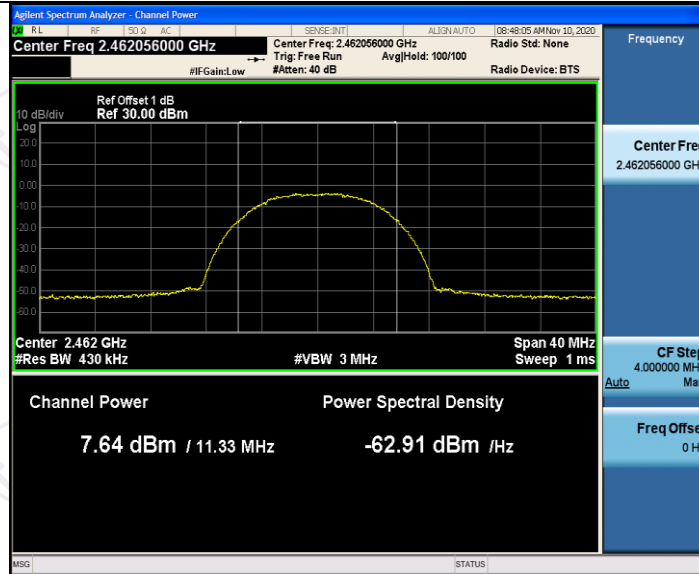 Agilent Spectrum Analyzer - Channel Power
RL RF 50 Ω AC SENSE:INT ALIGN AUTO 08:48:05 AM Nov 10, 2020
Center Freq 2.462056000 GHz
Center Freq: 2.462056000 GHz
Radio Std: None
Trig: Free Run Avg|Hold: 100/100
#IFGain:Low
#Atten: 40 dB
Radio Device: BTS
Frequency
Ref Offset 1 dB
10 dB/div Ref 30.00 dBm
Log
20.0
10.0
0.00
-10.0
-20.0
-30.0
-40.0
-50.0
-60.0
Center 2.462 GHz
Span 40 MHz
#Res BW 430 kHz
#VBW 3 MHz
Sweep 1 ms
Channel Power
Power Spectral Density
7.64 dBm / 11.33 MHz
-62.91 dBm /Hz
Center Fre
2.462056000 GH
CF Ste
4.000000 MH
Auto Ma
Freq Offse
0 H
MSG
STATUS